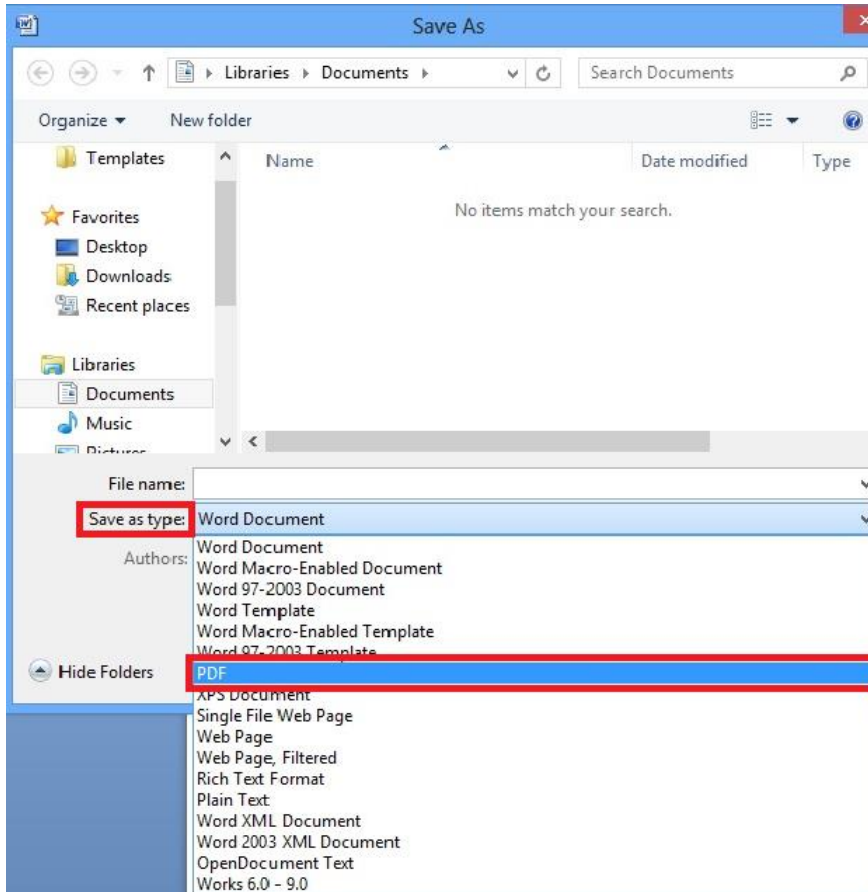 Save As
Libraries Documents Search Documents
Organize New folder
Templates
Name Date modified Type
No items match your search.
Favorites
Desktop
Downloads
Recent places
Libraries
Documents
Music
Pictures
File name:
Save as type: Word Document
Authors:
Word Document
Word Macro-Enabled Document
Word 97-2003 Document
Word Template
Word Macro-Enabled Template
Word 97-2003 Template
Hide Folders
PDF
XPS Document
Single File Web Page
Web Page
Web Page, Filtered
Rich Text Format
Plain Text
Word XML Document
Word 2003 XML Document
OpenDocument Text
Works 6.0 - 9.0